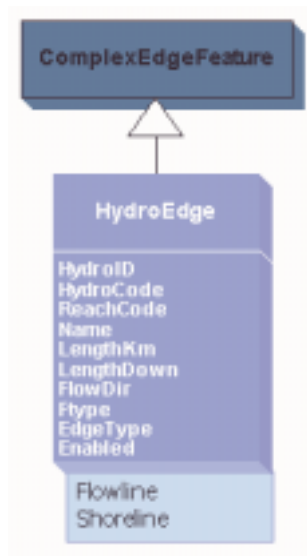 ComplexEdgeFeature
HydroEdge
HydroID
HydroCode
ReachCode
Name
LengthKm
LengthDown
FlowDir
Ftype
EdgeType
Enabled
Flowline
Shoreline